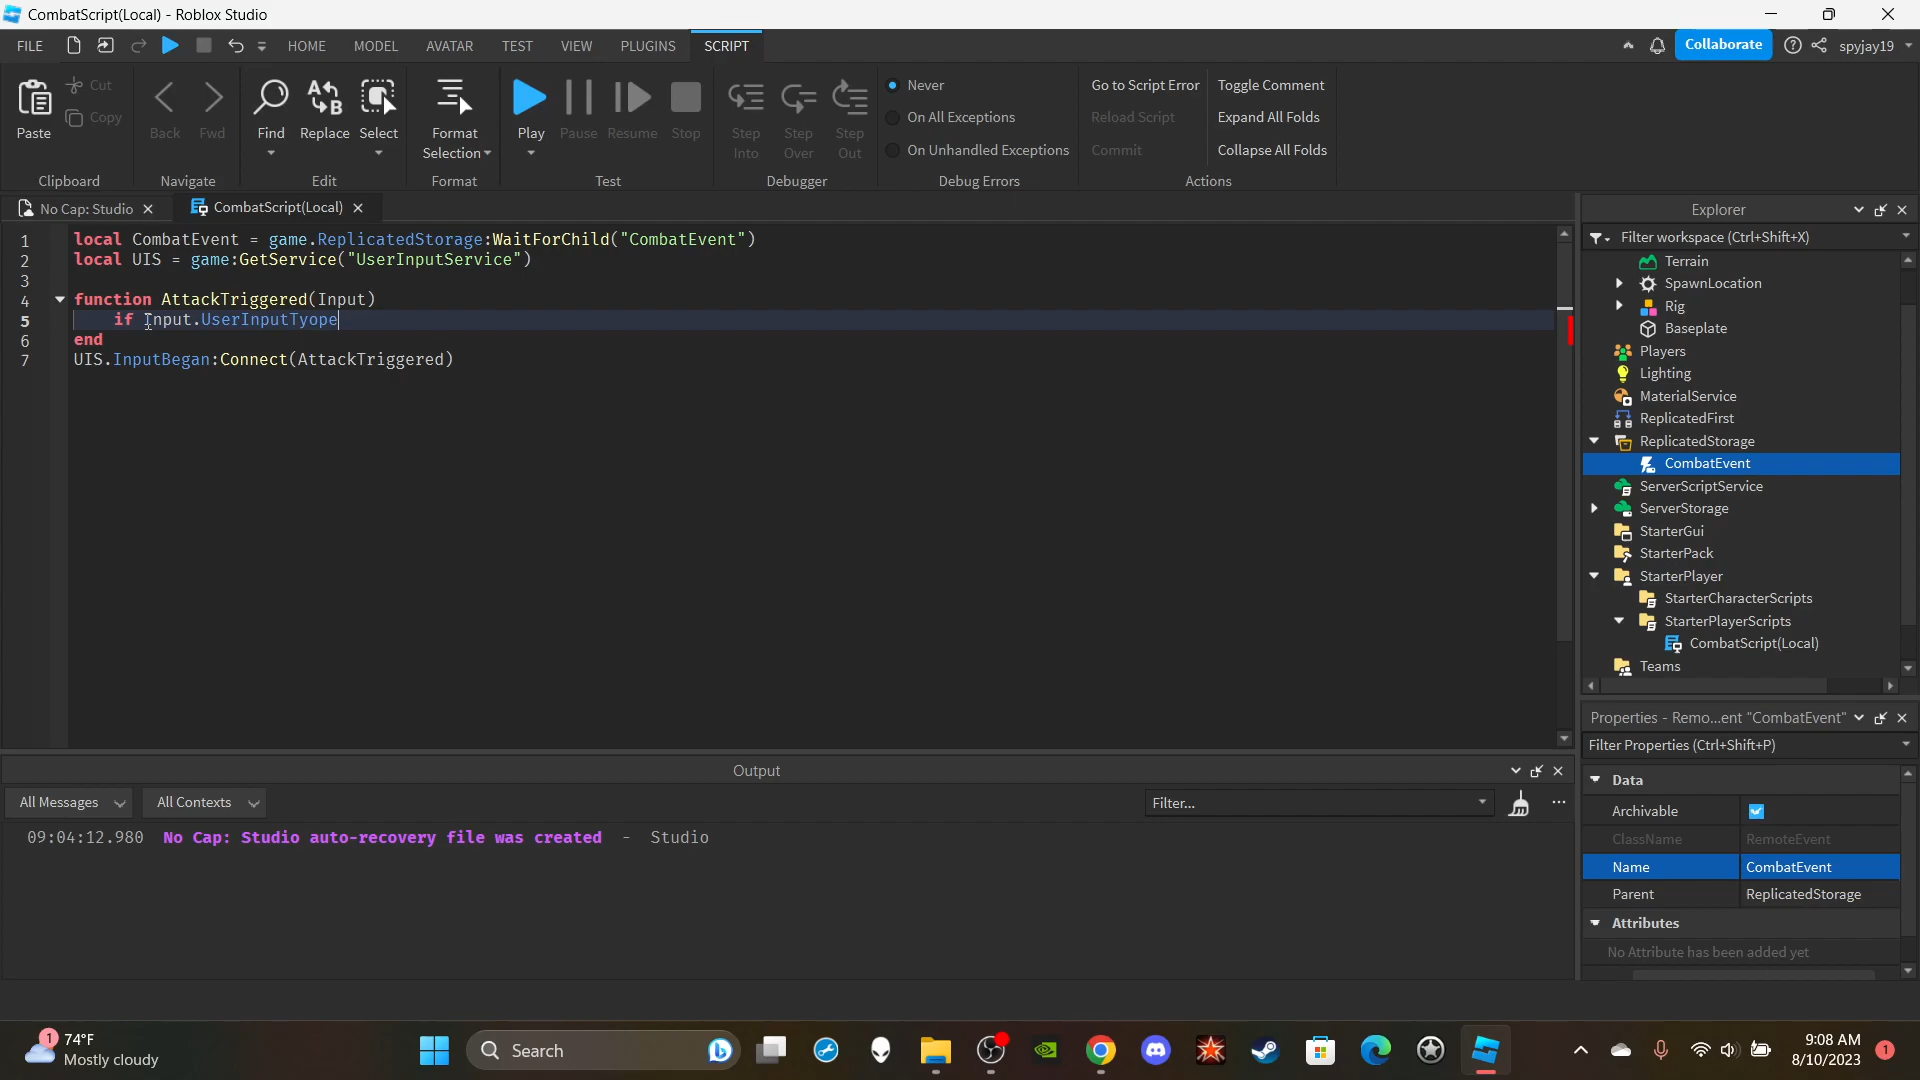 CombatScript(Local) - Roblox Studio
FILE HOME MODEL AVATAR TEST VIEW PLUGINS SCRIPT Collaborate spyjay19
Paste Cut Copy
Back Fwd
Find Replace Select
Format Selection
Play Pause Resume Stop
Step Into Step Over Step Out
Never
On All Exceptions
On Unhandled Exceptions
Go to Script Error
Reload Script
Commit
Toggle Comment
Expand All Folds
Collapse All Folds
Clipboard Navigate Edit Format Test Debugger Debug Errors Actions
No Cap: Studio CombatScript(Local)
1 local CombatEvent = game.ReplicatedStorage:WaitForChild("CombatEvent")
2 local UIS = game:GetService("UserInputService")
3
4 function AttackTriggered(Input)
5 if Input.UserInputTyope
6 end
7 UIS.InputBegan:Connect(AttackTriggered)
Explorer
Filter workspace (Ctrl+Shift+X)
Terrain
SpawnLocation
Rig
Baseplate
Players
Lighting
MaterialService
ReplicatedFirst
ReplicatedStorage
CombatEvent
ServerScriptService
ServerStorage
StarterGui
StarterPack
StarterPlayer
StarterCharacterScripts
StarterPlayerScripts
CombatScript(Local)
Teams
Properties - Remo...ent "CombatEvent"
Filter Properties (Ctrl+Shift+P)
Data
Archivable
ClassName RemoteEvent
Name CombatEvent
Parent ReplicatedStorage
Attributes
No Attribute has been added yet
Output
All Messages All Contexts Filter...
09:04:12.980 No Cap: Studio auto-recovery file was created - Studio
1 74°F
Mostly cloudy
Search
9:08 AM
8/10/2023
1